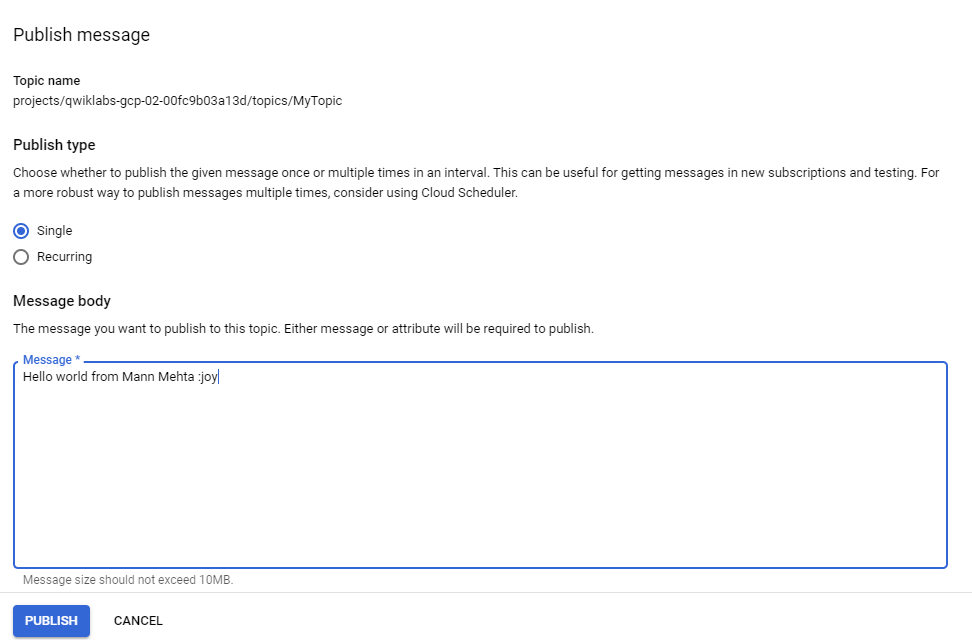 Publish message
Topic name
projects/qwiklabs-gcp-02-00fc9b03a13d/topics/MyTopic
Publish type
Choose whether to publish the given message once or multiple times in an interval. This can be useful for getting messages in new subscriptions and testing. For
a more robust way to publish messages multiple times, consider using Cloud Scheduler.
Single
Recurring
Message body
The message you want to publish to this topic. Either message or attribute will be required to publish.
Message *
Hello world from Mann Mehta :joy
Message size should not exceed 10MB.
PUBLISH CANCEL